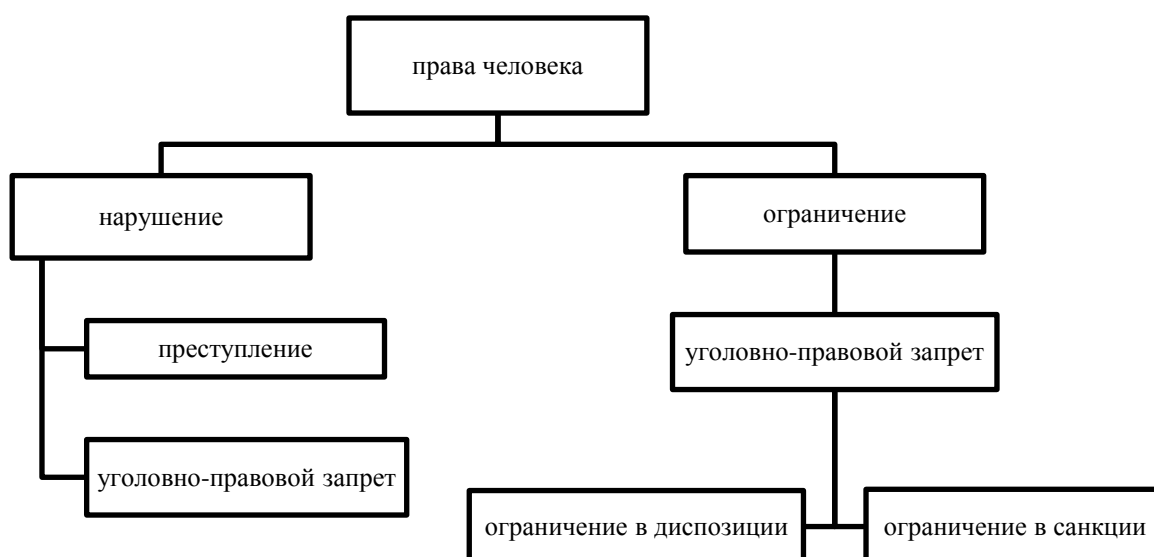 права человека
нарушение
ограничение
преступление
уголовно-правовой запрет
уголовно-правовой запрет
ограничение в диспозиции
ограничение в санкции